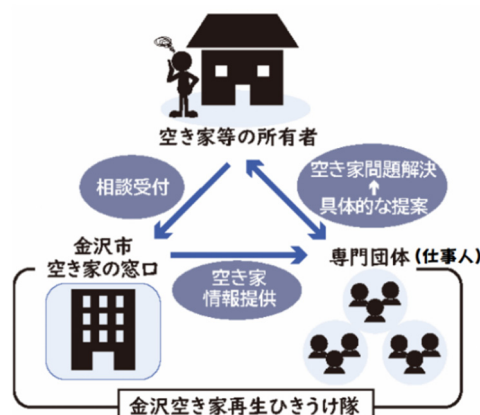 空き家等の所有者
相談受付
空き家問題解決
具体的な提案
金沢市
空き家の窓口
空き家
情報提供
専門団体(仕事人)
金沢空き家再生ひきうけ隊